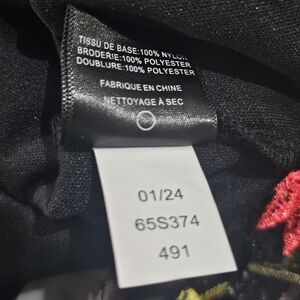 TISSU DE BASE:100% NYLON
BRODERIE:100% POLYESTER
DOUBLURE:100% POLYESTER
FABRIQUE EN CHINE
NETTOYAGE À SEC
01/24
65S374
491